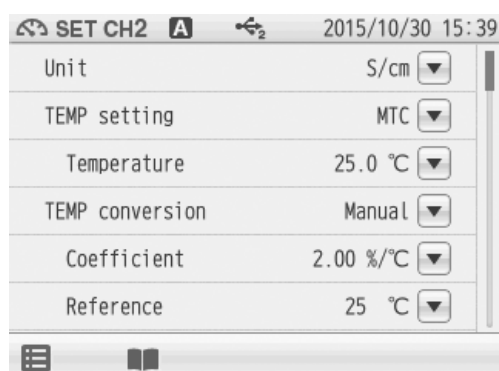 SET CH2 A 2 2015/10/30 15:39
Unit S/cm
TEMP setting MTC
Temperature 25.0 ℃
TEMP conversion Manual
Coefficient 2.00 %/℃
Reference 25 ℃